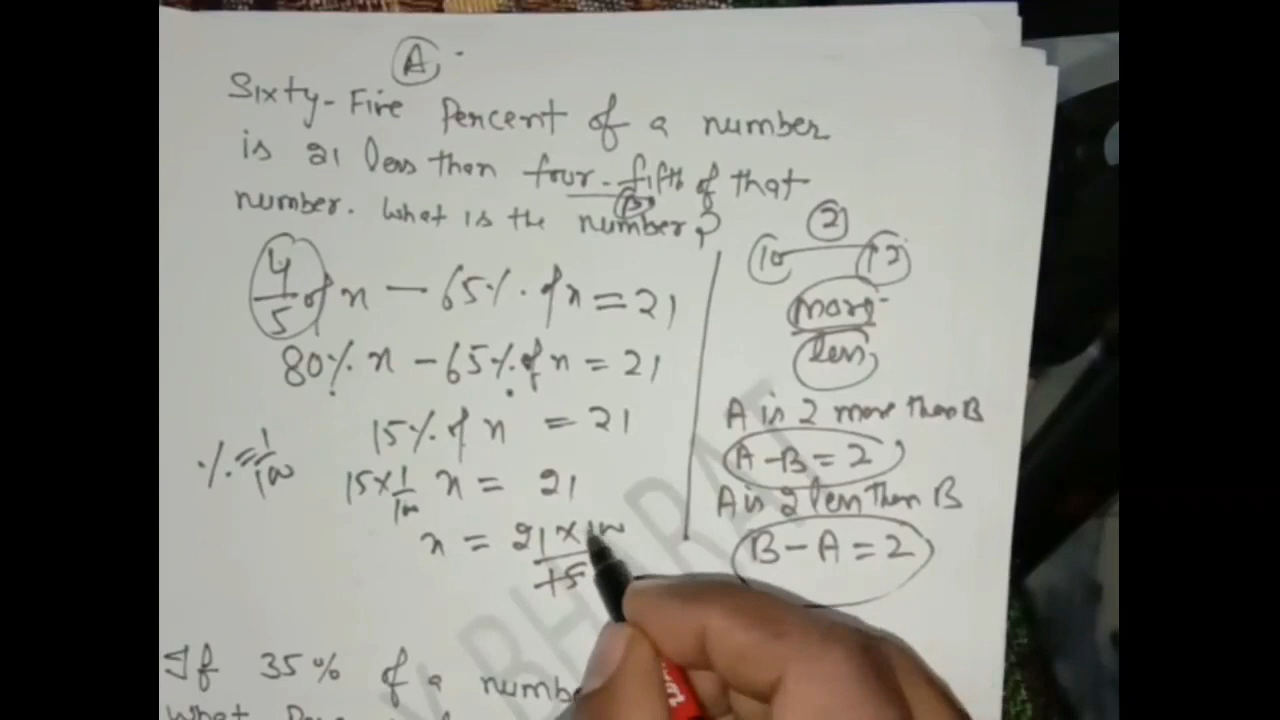 A
Sixty-Five Percent of a number
is 21 less than four-fifth of that
number. What is the number?
B
4/5 of x - 65% of x = 21
80% x - 65% of x = 21
15% of x = 21
% = 1/100
15 × 1/100 x = 21
x = 21 × 100 / 15
2
10 12
more
less
A is 2 more than B
A - B = 2
A is 2 less than B
B - A = 2
If 35% of a
What
BHARAT